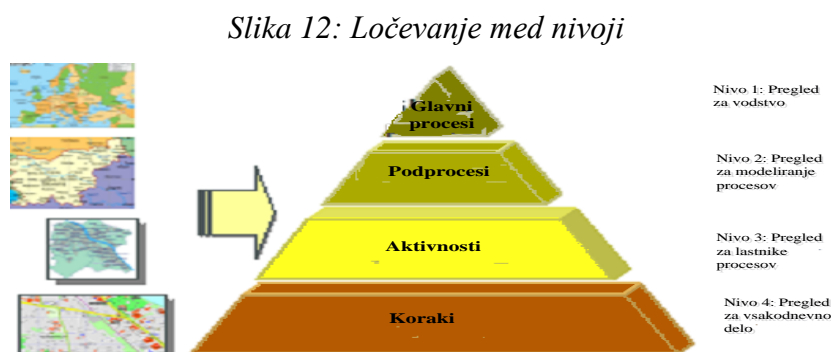 Slika 12: Ločevanje med nivoji
Glavni
procesi
Nivo 1: Pregled
za vodstvo
Podprocesi
Nivo 2: Pregled
za modeliranje
procesov
Aktivnosti
Nivo 3: Pregled
za lastnike
procesov
Koraki
Nivo 4: Pregled
za vsakodnevno
delo